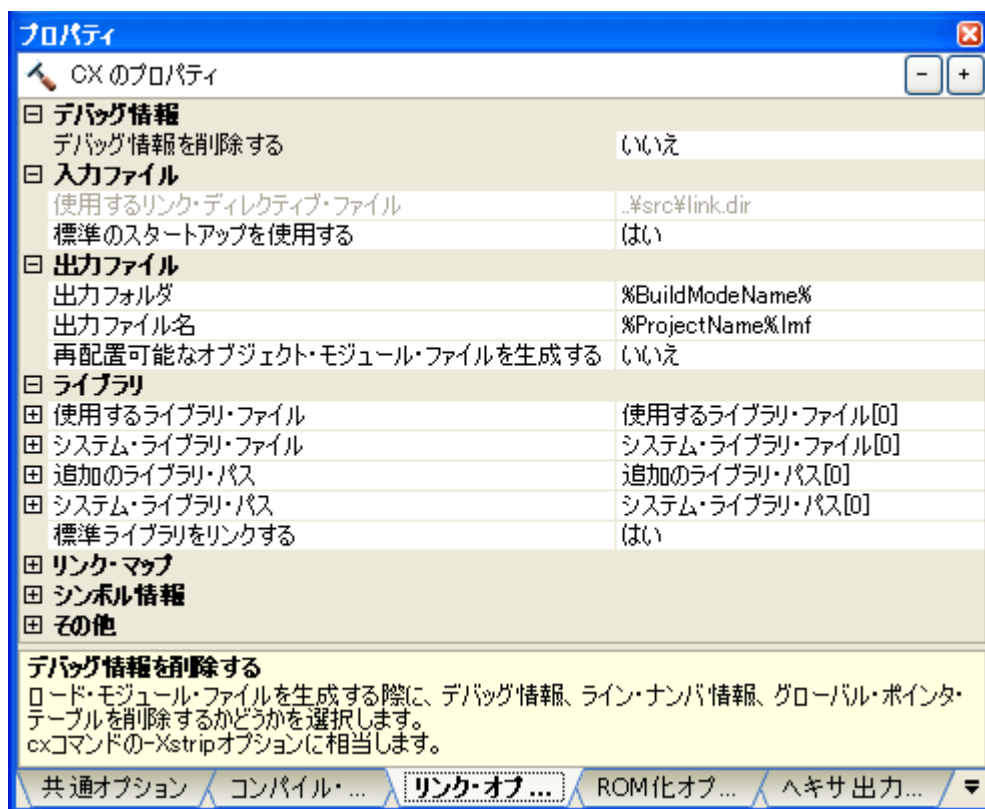 プロパティ
CX のプロパティ
デバッグ情報
デバッグ情報を削除する いいえ
入力ファイル
使用するリンク・ディレクティブ・ファイル ..¥src¥link.dir
標準のスタートアップを使用する はい
出力ファイル
出力フォルダ %BuildModeName%
出力ファイル名 %ProjectName%.lmf
再配置可能なオブジェクト・モジュール・ファイルを生成する いいえ
ライブラリ
使用するライブラリ・ファイル 使用するライブラリ・ファイル[0]
システム・ライブラリ・ファイル システム・ライブラリ・ファイル[0]
追加のライブラリ・パス 追加のライブラリ・パス[0]
システム・ライブラリ・パス システム・ライブラリ・パス[0]
標準ライブラリをリンクする はい
リンク・マップ
シンボル情報
その他
デバッグ情報を削除する
ロード・モジュール・ファイルを生成する際に、デバッグ情報、ライン・ナンバ情報、グローバル・ポインタ・
テーブルを削除するかどうかを選択します。
cxコマンドの-Xstripオプションに相当します。
共通オプション コンパイル・... リンク・オプ... ROM化オプ... ヘキサ出力...